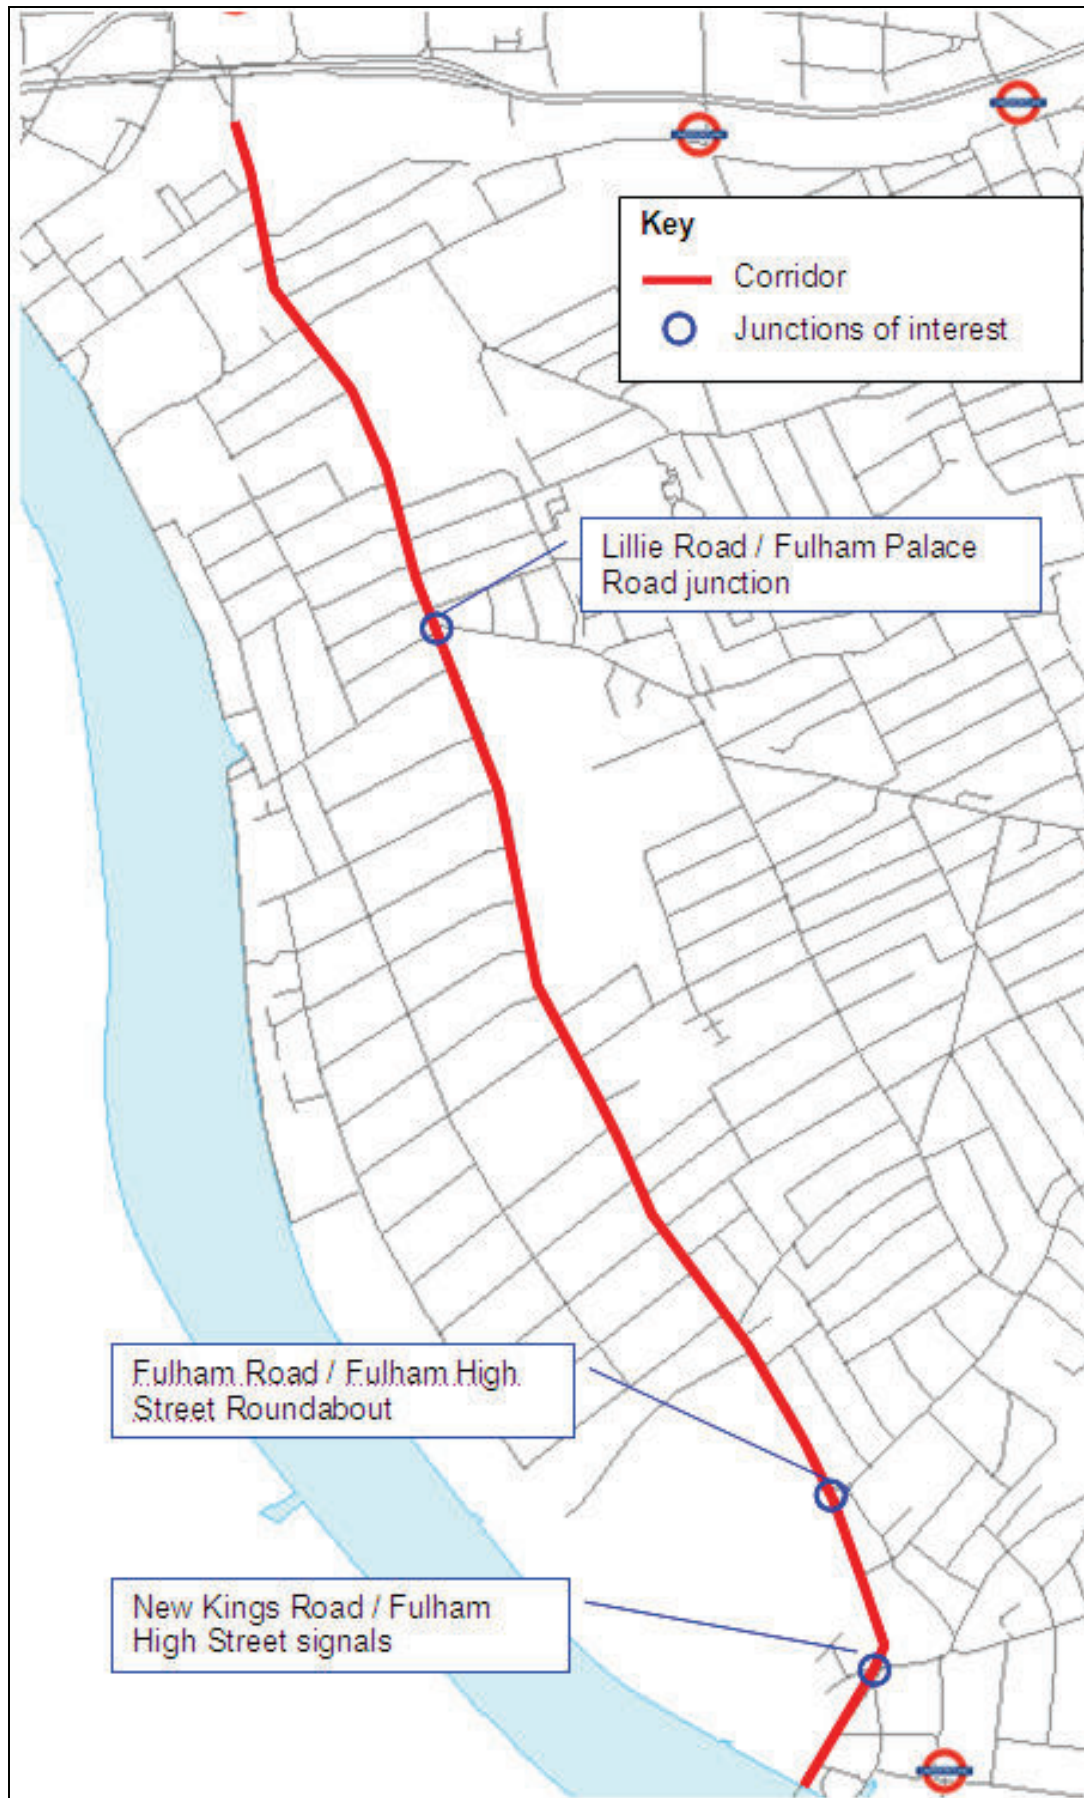 Key
Corridor
Junctions of interest
Lillie Road / Fulham Palace
Road junction
Fulham Road / Fulham High
Street Roundabout
New Kings Road / Fulham
High Street signals